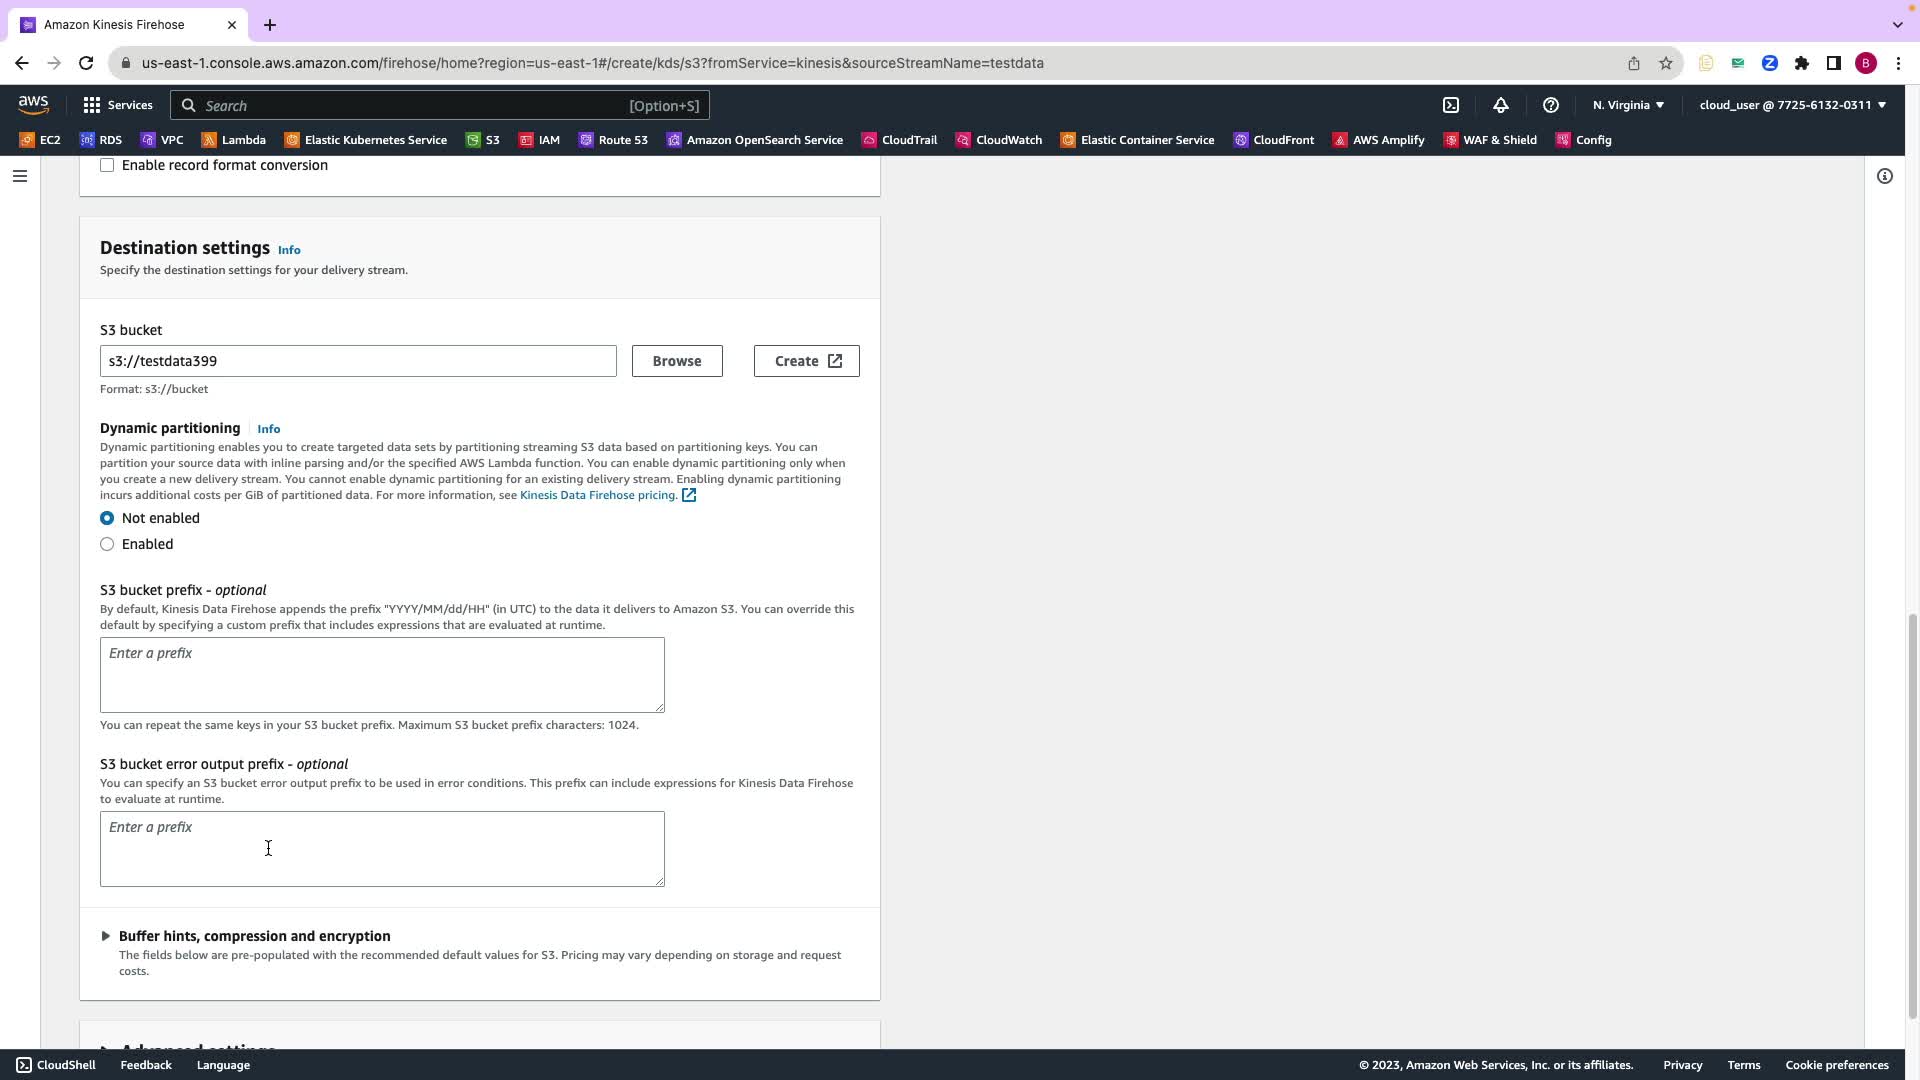 Amazon Kinesis Firehose
us-east-1.console.aws.amazon.com/firehose/home?region=us-east-1#/create/kds/s3?fromService=kinesis&sourceStreamName=testdata
B
aws
Services
Search
[Option+S]
N. Virginia
cloud_user @ 7725-6132-0311
EC2
RDS
VPC
Lambda
Elastic Kubernetes Service
S3
IAM
Route 53
Amazon OpenSearch Service
CloudTrail
CloudWatch
Elastic Container Service
CloudFront
AWS Amplify
WAF & Shield
Config
Enable record format conversion
Destination settings Info
Specify the destination settings for your delivery stream.
S3 bucket
s3://testdata399
Browse
Create
Format: s3://bucket
Dynamic partitioning Info
Dynamic partitioning enables you to create targeted data sets by partitioning streaming S3 data based on partitioning keys. You can
partition your source data with inline parsing and/or the specified AWS Lambda function. You can enable dynamic partitioning only when
you create a new delivery stream. You cannot enable dynamic partitioning for an existing delivery stream. Enabling dynamic partitioning
incurs additional costs per GiB of partitioned data. For more information, see Kinesis Data Firehose pricing.
Not enabled
Enabled
S3 bucket prefix - optional
By default, Kinesis Data Firehose appends the prefix "YYYY/MM/dd/HH" (in UTC) to the data it delivers to Amazon S3. You can override this
default by specifying a custom prefix that includes expressions that are evaluated at runtime.
Enter a prefix
You can repeat the same keys in your S3 bucket prefix. Maximum S3 bucket prefix characters: 1024.
S3 bucket error output prefix - optional
You can specify an S3 bucket error output prefix to be used in error conditions. This prefix can include expressions for Kinesis Data Firehose
to evaluate at runtime.
Enter a prefix
Buffer hints, compression and encryption
The fields below are pre-populated with the recommended default values for S3. Pricing may vary depending on storage and request
costs.
Advanced settings
CloudShell
Feedback
Language
© 2023, Amazon Web Services, Inc. or its affiliates.
Privacy
Terms
Cookie preferences